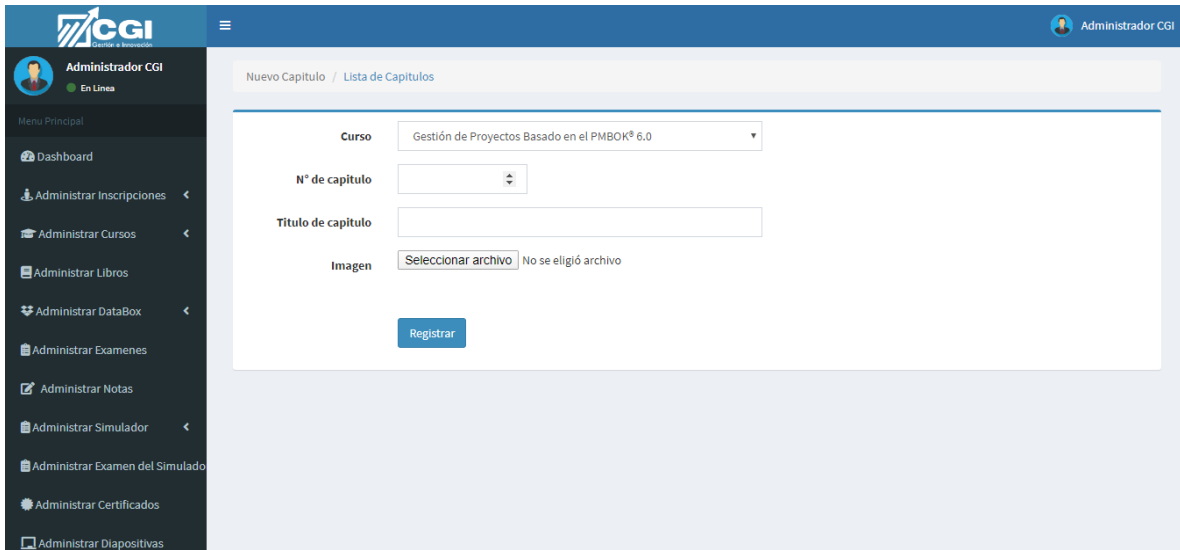 CGI
Gestión e Innovación
Administrador CGI
Administrador CGI
En Linea
Menu Principal
Dashboard
Administrar Inscripciones
Administrar Cursos
Administrar Libros
Administrar DataBox
Administrar Examenes
Administrar Notas
Administrar Simulador
Administrar Examen del Simulado
Administrar Certificados
Administrar Diapositivas
Nuevo Capitulo / Lista de Capitulos
Curso Gestión de Proyectos Basado en el PMBOK® 6.0
N° de capitulo
Titulo de capitulo
Imagen Seleccionar archivo No se eligió archivo
Registrar